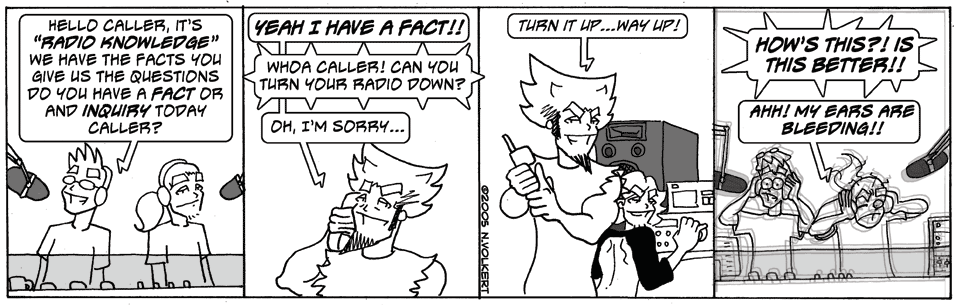 HELLO CALLER, IT'S
"RADIO KNOWLEDGE"
WE HAVE THE FACTS YOU
GIVE US THE QUESTIONS
DO YOU HAVE A FACT OR
AND INQUIRY TODAY
CALLER?
YEAH I HAVE A FACT!!
WHOA CALLER! CAN YOU
TURN YOUR RADIO DOWN?
OH, I'M SORRY...
TURN IT UP...WAY UP!
©2005 N.VOLKERT
HOW'S THIS?! IS
THIS BETTER!!
AHH! MY EARS ARE
BLEEDING!!